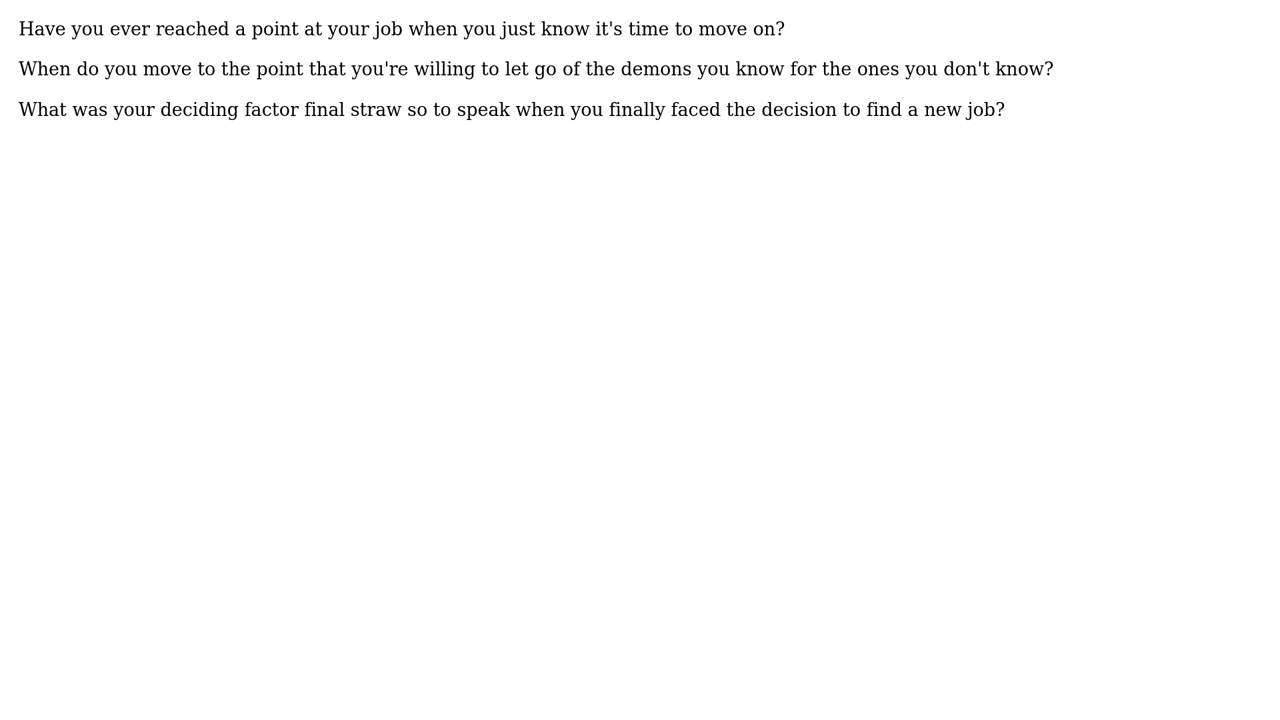 Have you ever reached a point at your job when you just know it's time to move on?
When do you move to the point that you're willing to let go of the demons you know for the ones you don't know?
What was your deciding factor final straw so to speak when you finally faced the decision to find a new job?